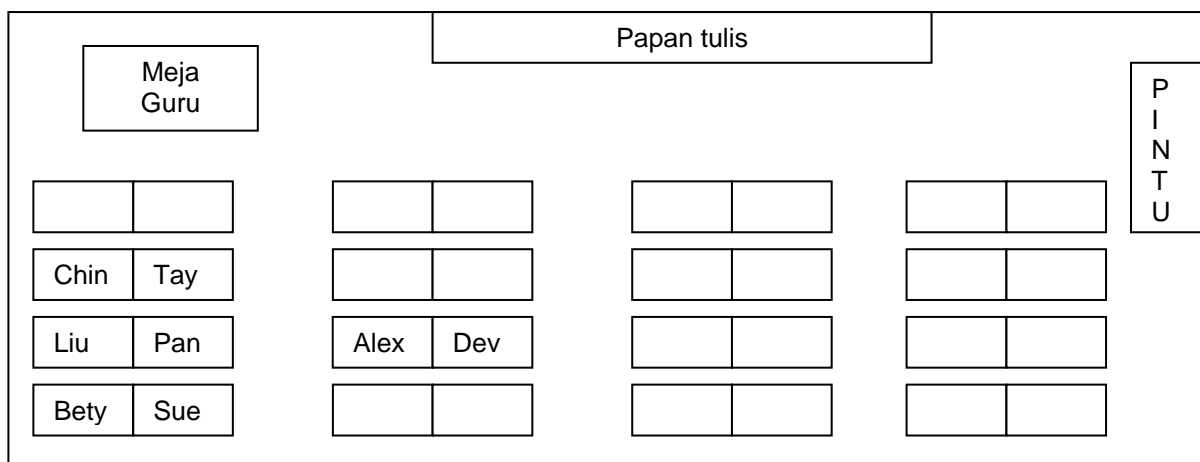 Papan tulis
Meja
Guru
P
I
N
T
U
Chin Tay
Liu Pan Alex Dev
Bety Sue